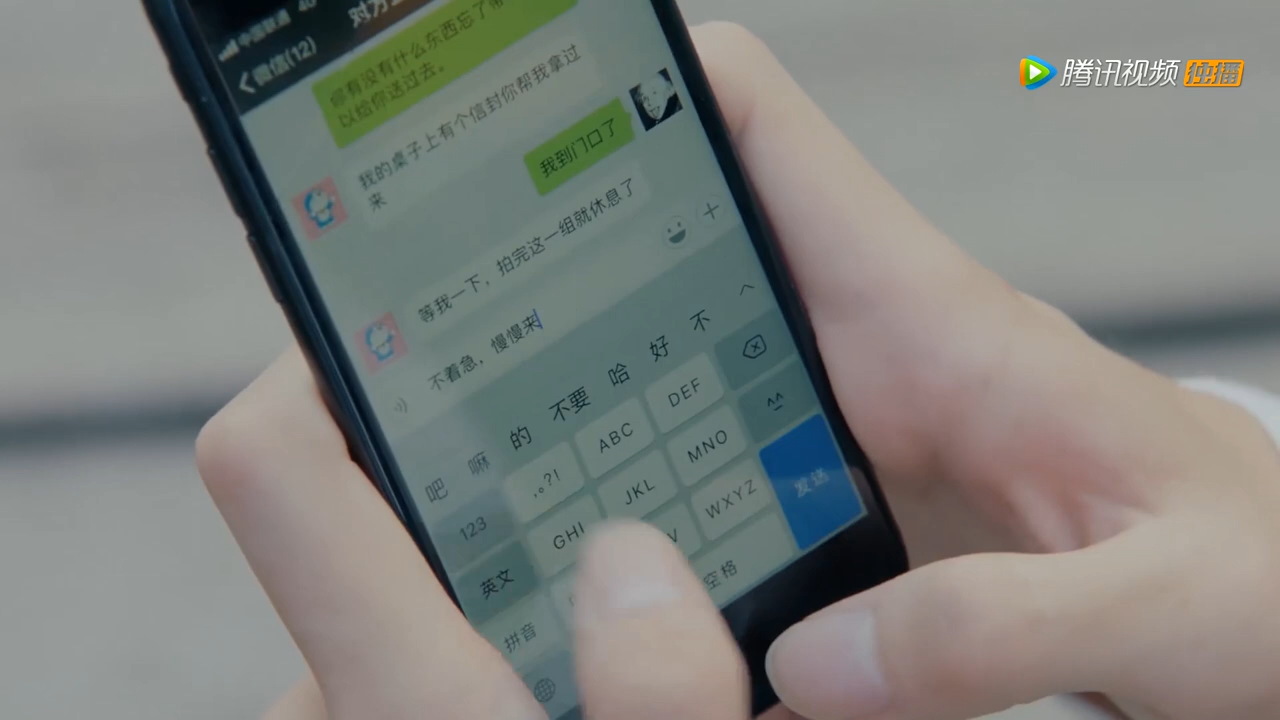 腾讯视频 独播
中国联通 4G
微信(12)
对方
你有没有什么东西忘了带
以给你送过去。
我的桌子上有个信封你帮我拿过
来
我到门口了
等我一下，拍完这一组就休息了
不着急，慢慢来
吧 嘛 的 不要 哈 好 不
123 ,。?! ABC DEF
英文 GHI JKL MNO
拼音 WXYZ
空格 发送